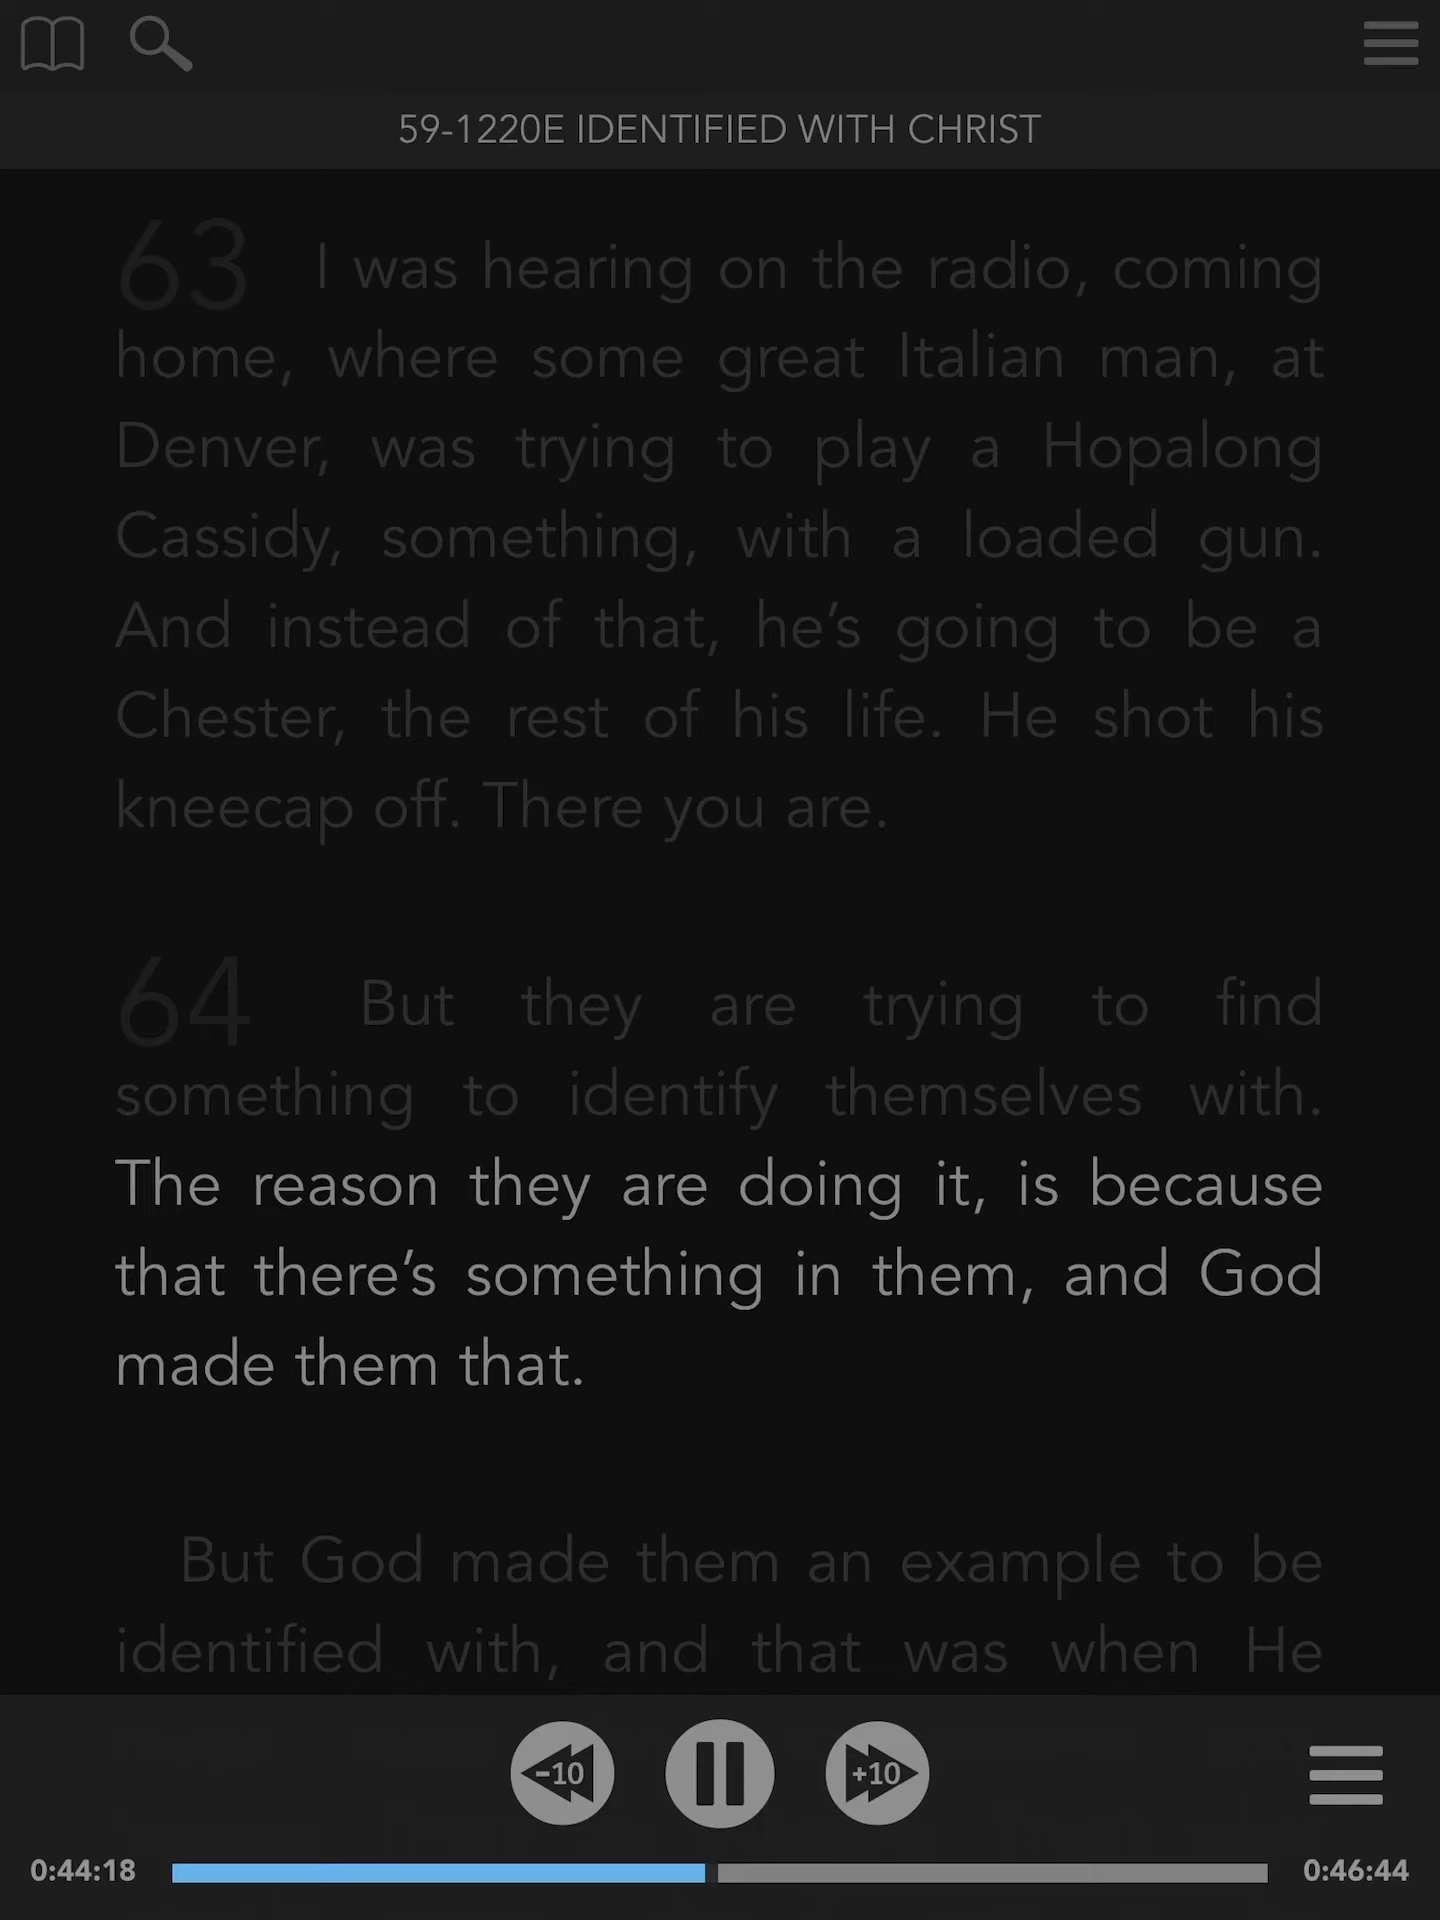 59-1220E IDENTIFIED WITH CHRIST
63 I was hearing on the radio, coming
home, where some great Italian man, at
Denver, was trying to play a Hopalong
Cassidy, something, with a loaded gun.
And instead of that, he’s going to be a
Chester, the rest of his life. He shot his
kneecap off. There you are.
64 But they are trying to find
something to identify themselves with.
The reason they are doing it, is because
that there’s something in them, and God
made them that.
But God made them an example to be
identified with, and that was when He
-10 +10
0:44:18 0:46:44